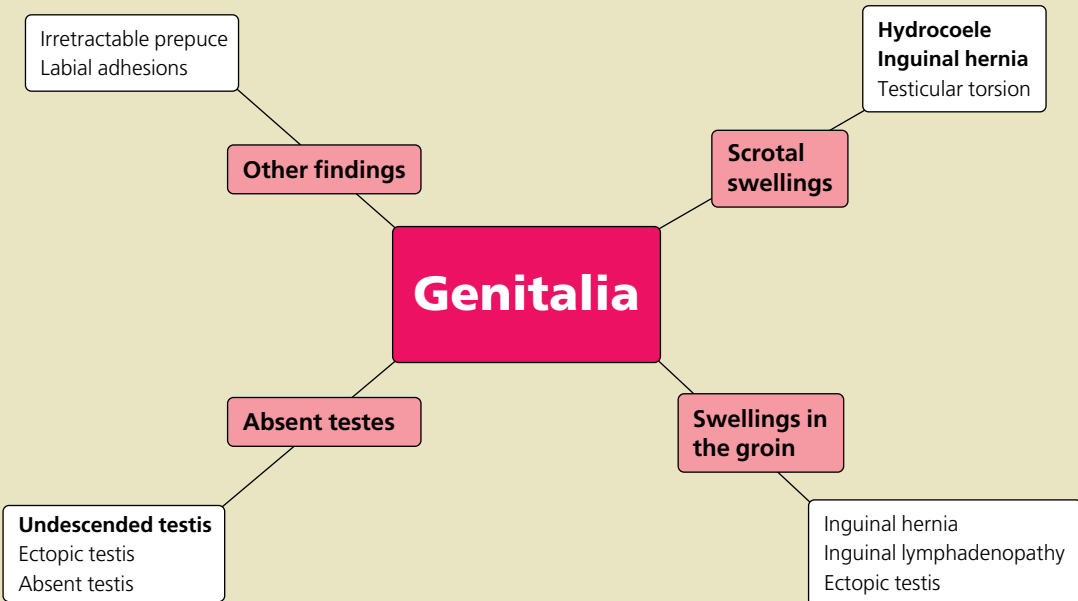 Irretractable prepuce
Labial adhesions
Other findings
Hydrocoele
Inguinal hernia
Testicular torsion
Scrotal
swellings
Genitalia
Absent testes
Undescended testis
Ectopic testis
Absent testis
Swellings in
the groin
Inguinal hernia
Inguinal lymphadenopathy
Ectopic testis